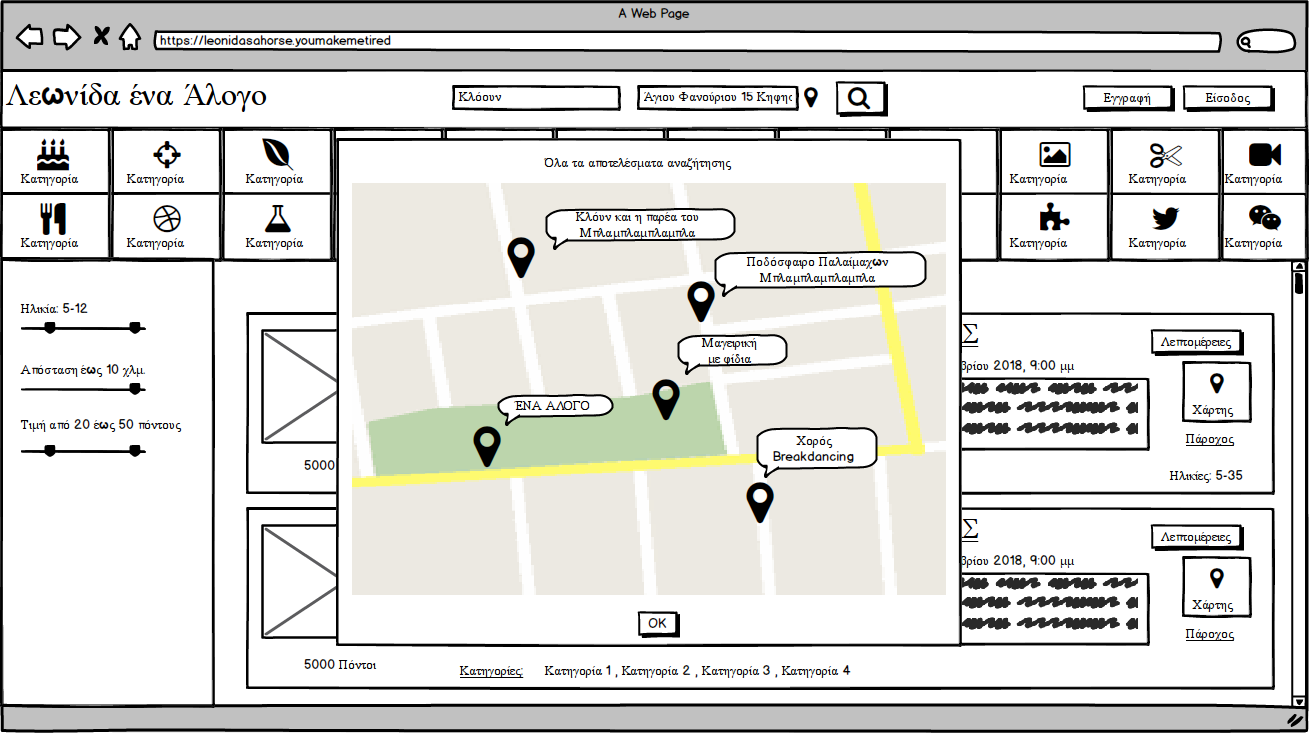 A Web Page
https://leonidasahorse.youmakemetired
Λεωνίδα ένα Άλογο
Κλόουν
Άγιου Φανούριου 15 Κηφης
Εγγραφή
Είσοδος
Κατηγορία
Κατηγορία
Κατηγορία
Κατηγορία
Κατηγορία
Κατηγορία
Κατηγορία
Κατηγορία
Κατηγορία
Κατηγορία
Κατηγορία
Κατηγορία
Όλα τα αποτελέσματα αναζήτησης
Κλόυν και η παρέα του
Μπλαμπλαμπλαμπλα
Ποδόσφαιρο Παλαίμαχων
Μπλαμπλαμπλαμπλα
Μαγειρική
με φίδια
ΈΝΑ ΑΛΟΓΟ
Χορός
Breakdancing
OK
Ηλικία: 5-12
Απόσταση έως 10 χλμ.
Τιμή από 20 έως 50 πόντους
Σ
Λεπτομέρειες
βρίου 2018, 9:00 μμ
Χάρτης
Πάροχος
5000
Ηλικίες: 5-35
Σ
Λεπτομέρειες
βρίου 2018, 9:00 μμ
Χάρτης
Πάροχος
5000 Πόντοι
Κατηγορίες: Κατηγορία 1 , Κατηγορία 2 , Κατηγορία 3 , Κατηγορία 4